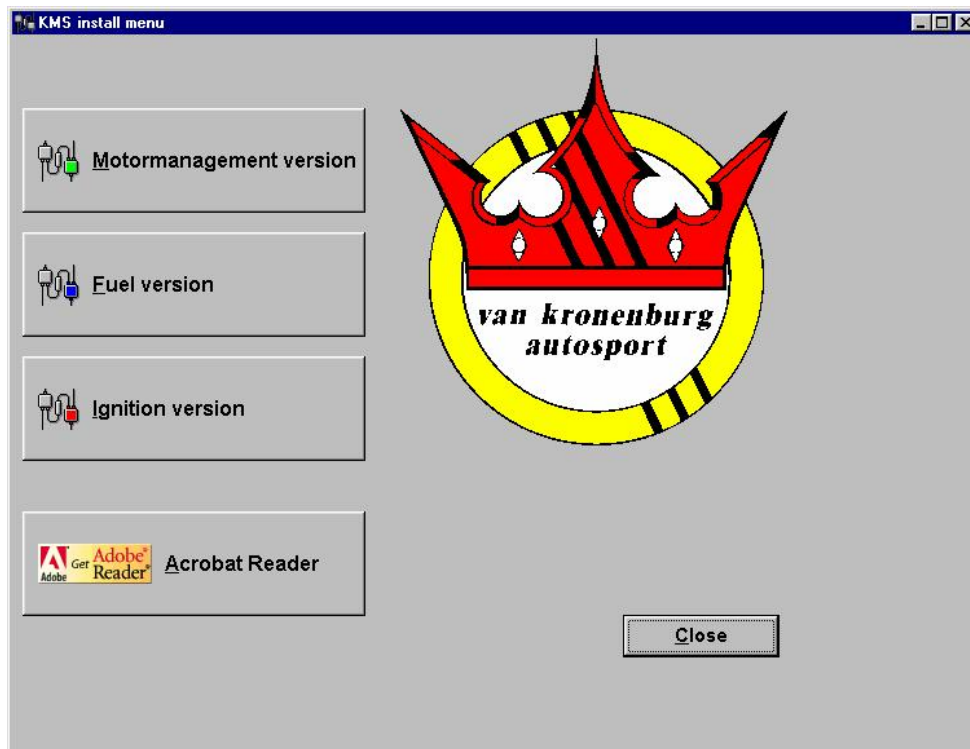 KMS install menu
Motormanagement version
Fuel version
Ignition version
Adobe
Get Adobe®
Reader®
Acrobat Reader
van kronenburg
autosport
Close